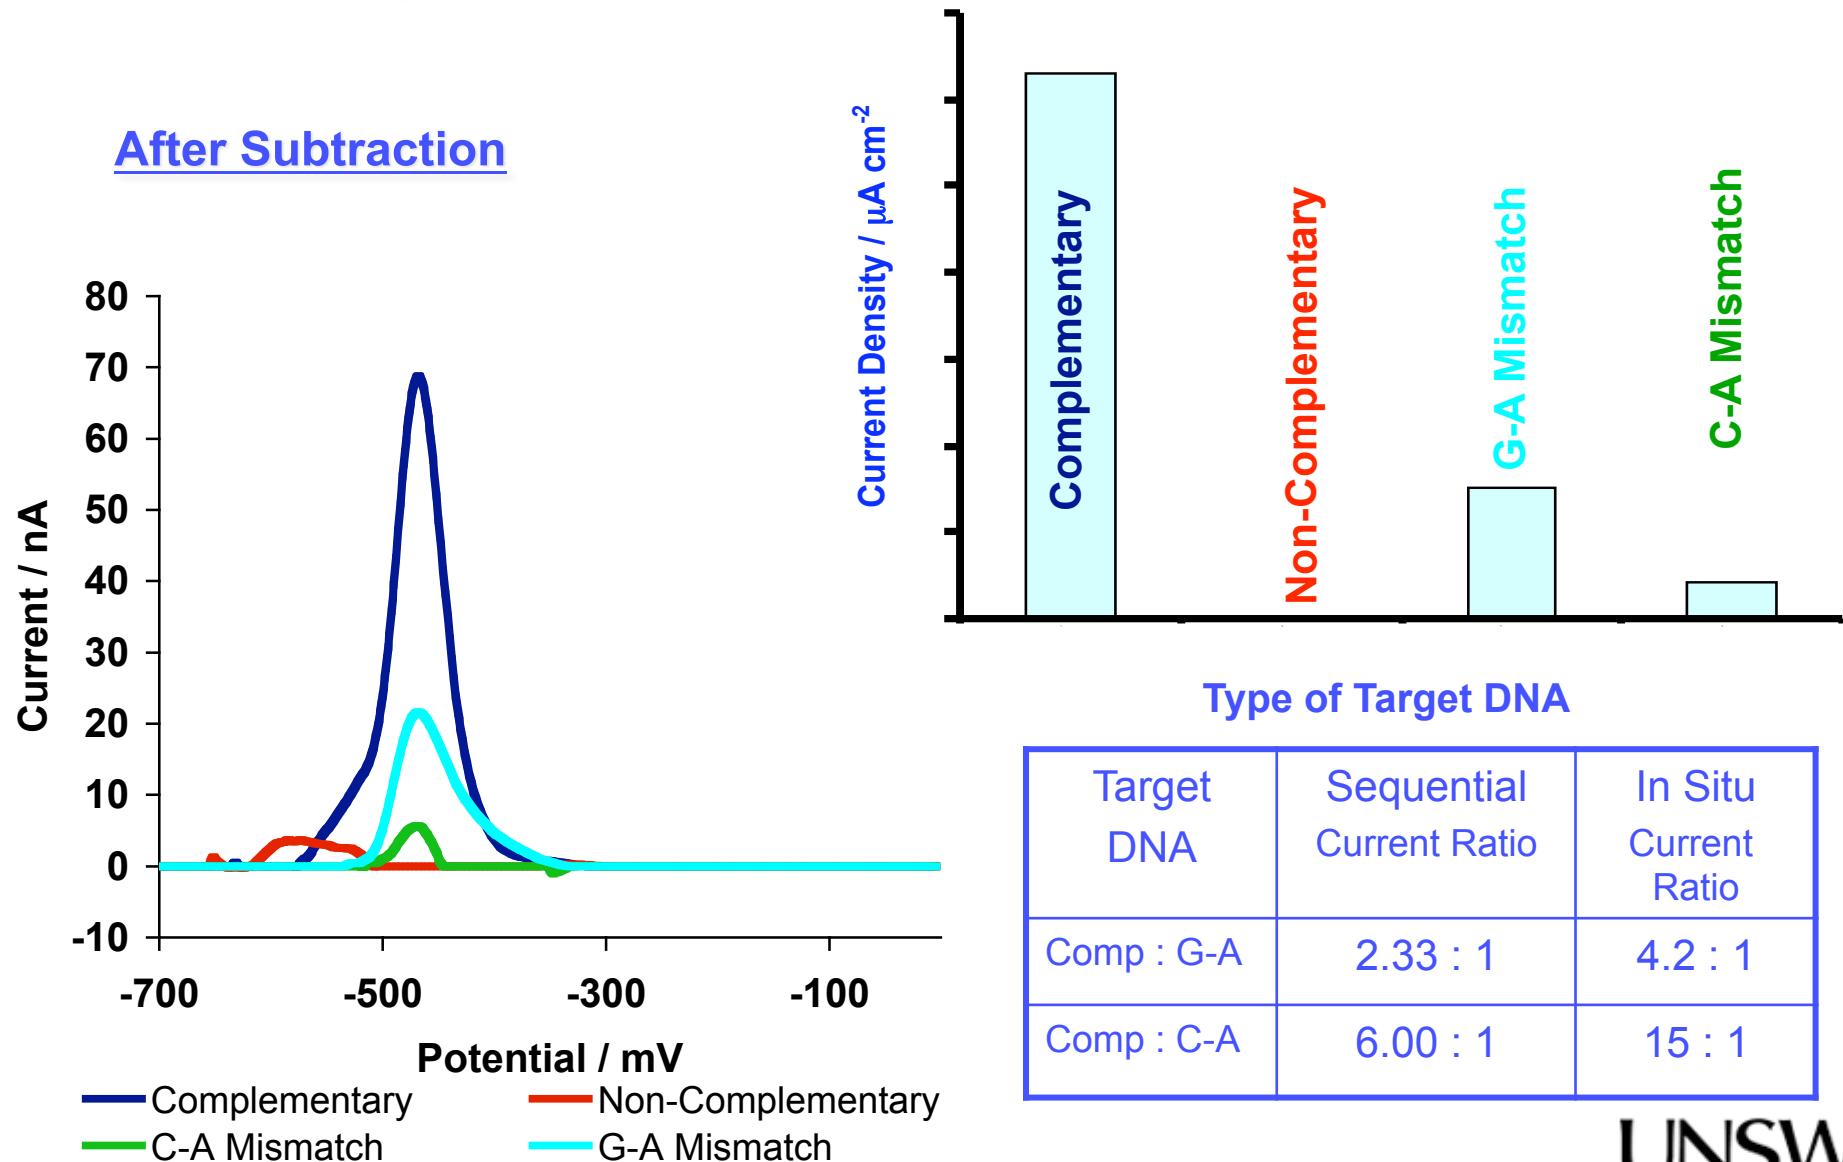 After Subtraction
80
70
60
50
40
30
20
10
0
-10
Current / nA
-700 -500 -300 -100
Potential / mV
Complementary Non-Complementary
C-A Mismatch G-A Mismatch
Current Density / µA cm-2
Complementary
Non-Complementary
G-A Mismatch
C-A Mismatch
Type of Target DNA
Target DNA Sequential Current Ratio In Situ Current Ratio
Comp : G-A 2.33 : 1 4.2 : 1
Comp : C-A 6.00 : 1 15 : 1
UNSW